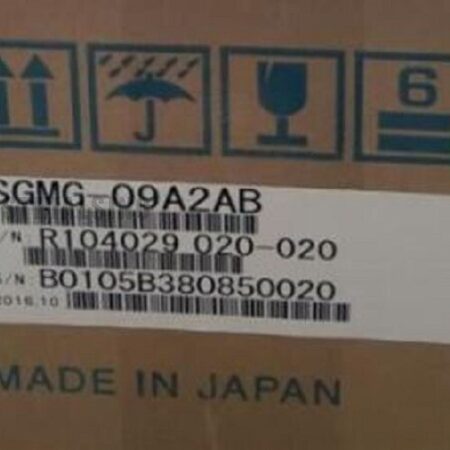 6
SGMG-09A2AB
/N R104029 020-020
/N B0105B380850020
2016.10
MADE IN JAPAN